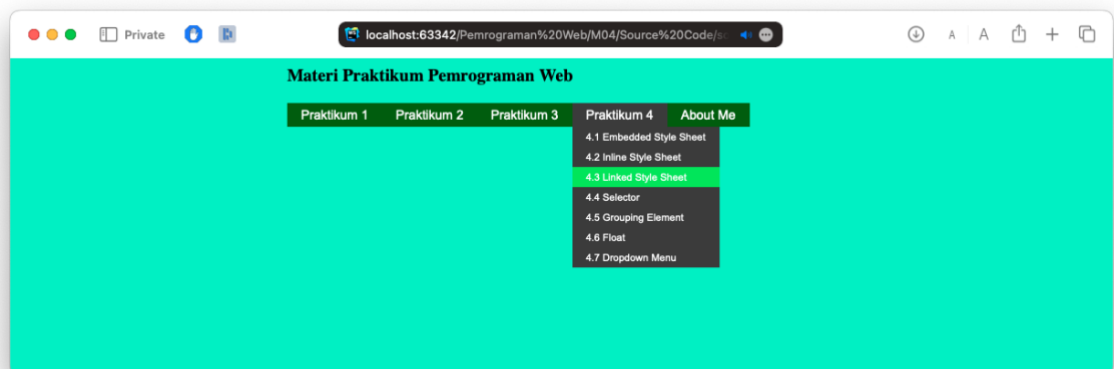 Private
localhost:63342/Pemrograman%20Web/M04/Source%20Code/
A A
Materi Praktikum Pemrograman Web
Praktikum 1 Praktikum 2 Praktikum 3 Praktikum 4 About Me
4.1 Embedded Style Sheet
4.2 Inline Style Sheet
4.3 Linked Style Sheet
4.4 Selector
4.5 Grouping Element
4.6 Float
4.7 Dropdown Menu